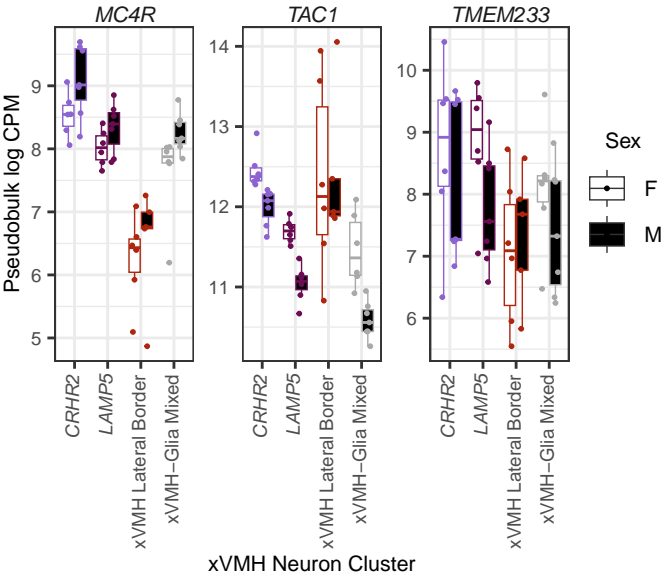 MC4R
TAC1
TMEM233
Pseudobulk log CPM
9
8
7
6
5
14
13
12
11
10
9
8
7
6
CRHR2
LAMP5
xVMH Lateral Border
xVMH−Glia Mixed
CRHR2
LAMP5
xVMH Lateral Border
xVMH−Glia Mixed
CRHR2
LAMP5
xVMH Lateral Border
xVMH−Glia Mixed
xVMH Neuron Cluster
Sex
F
M